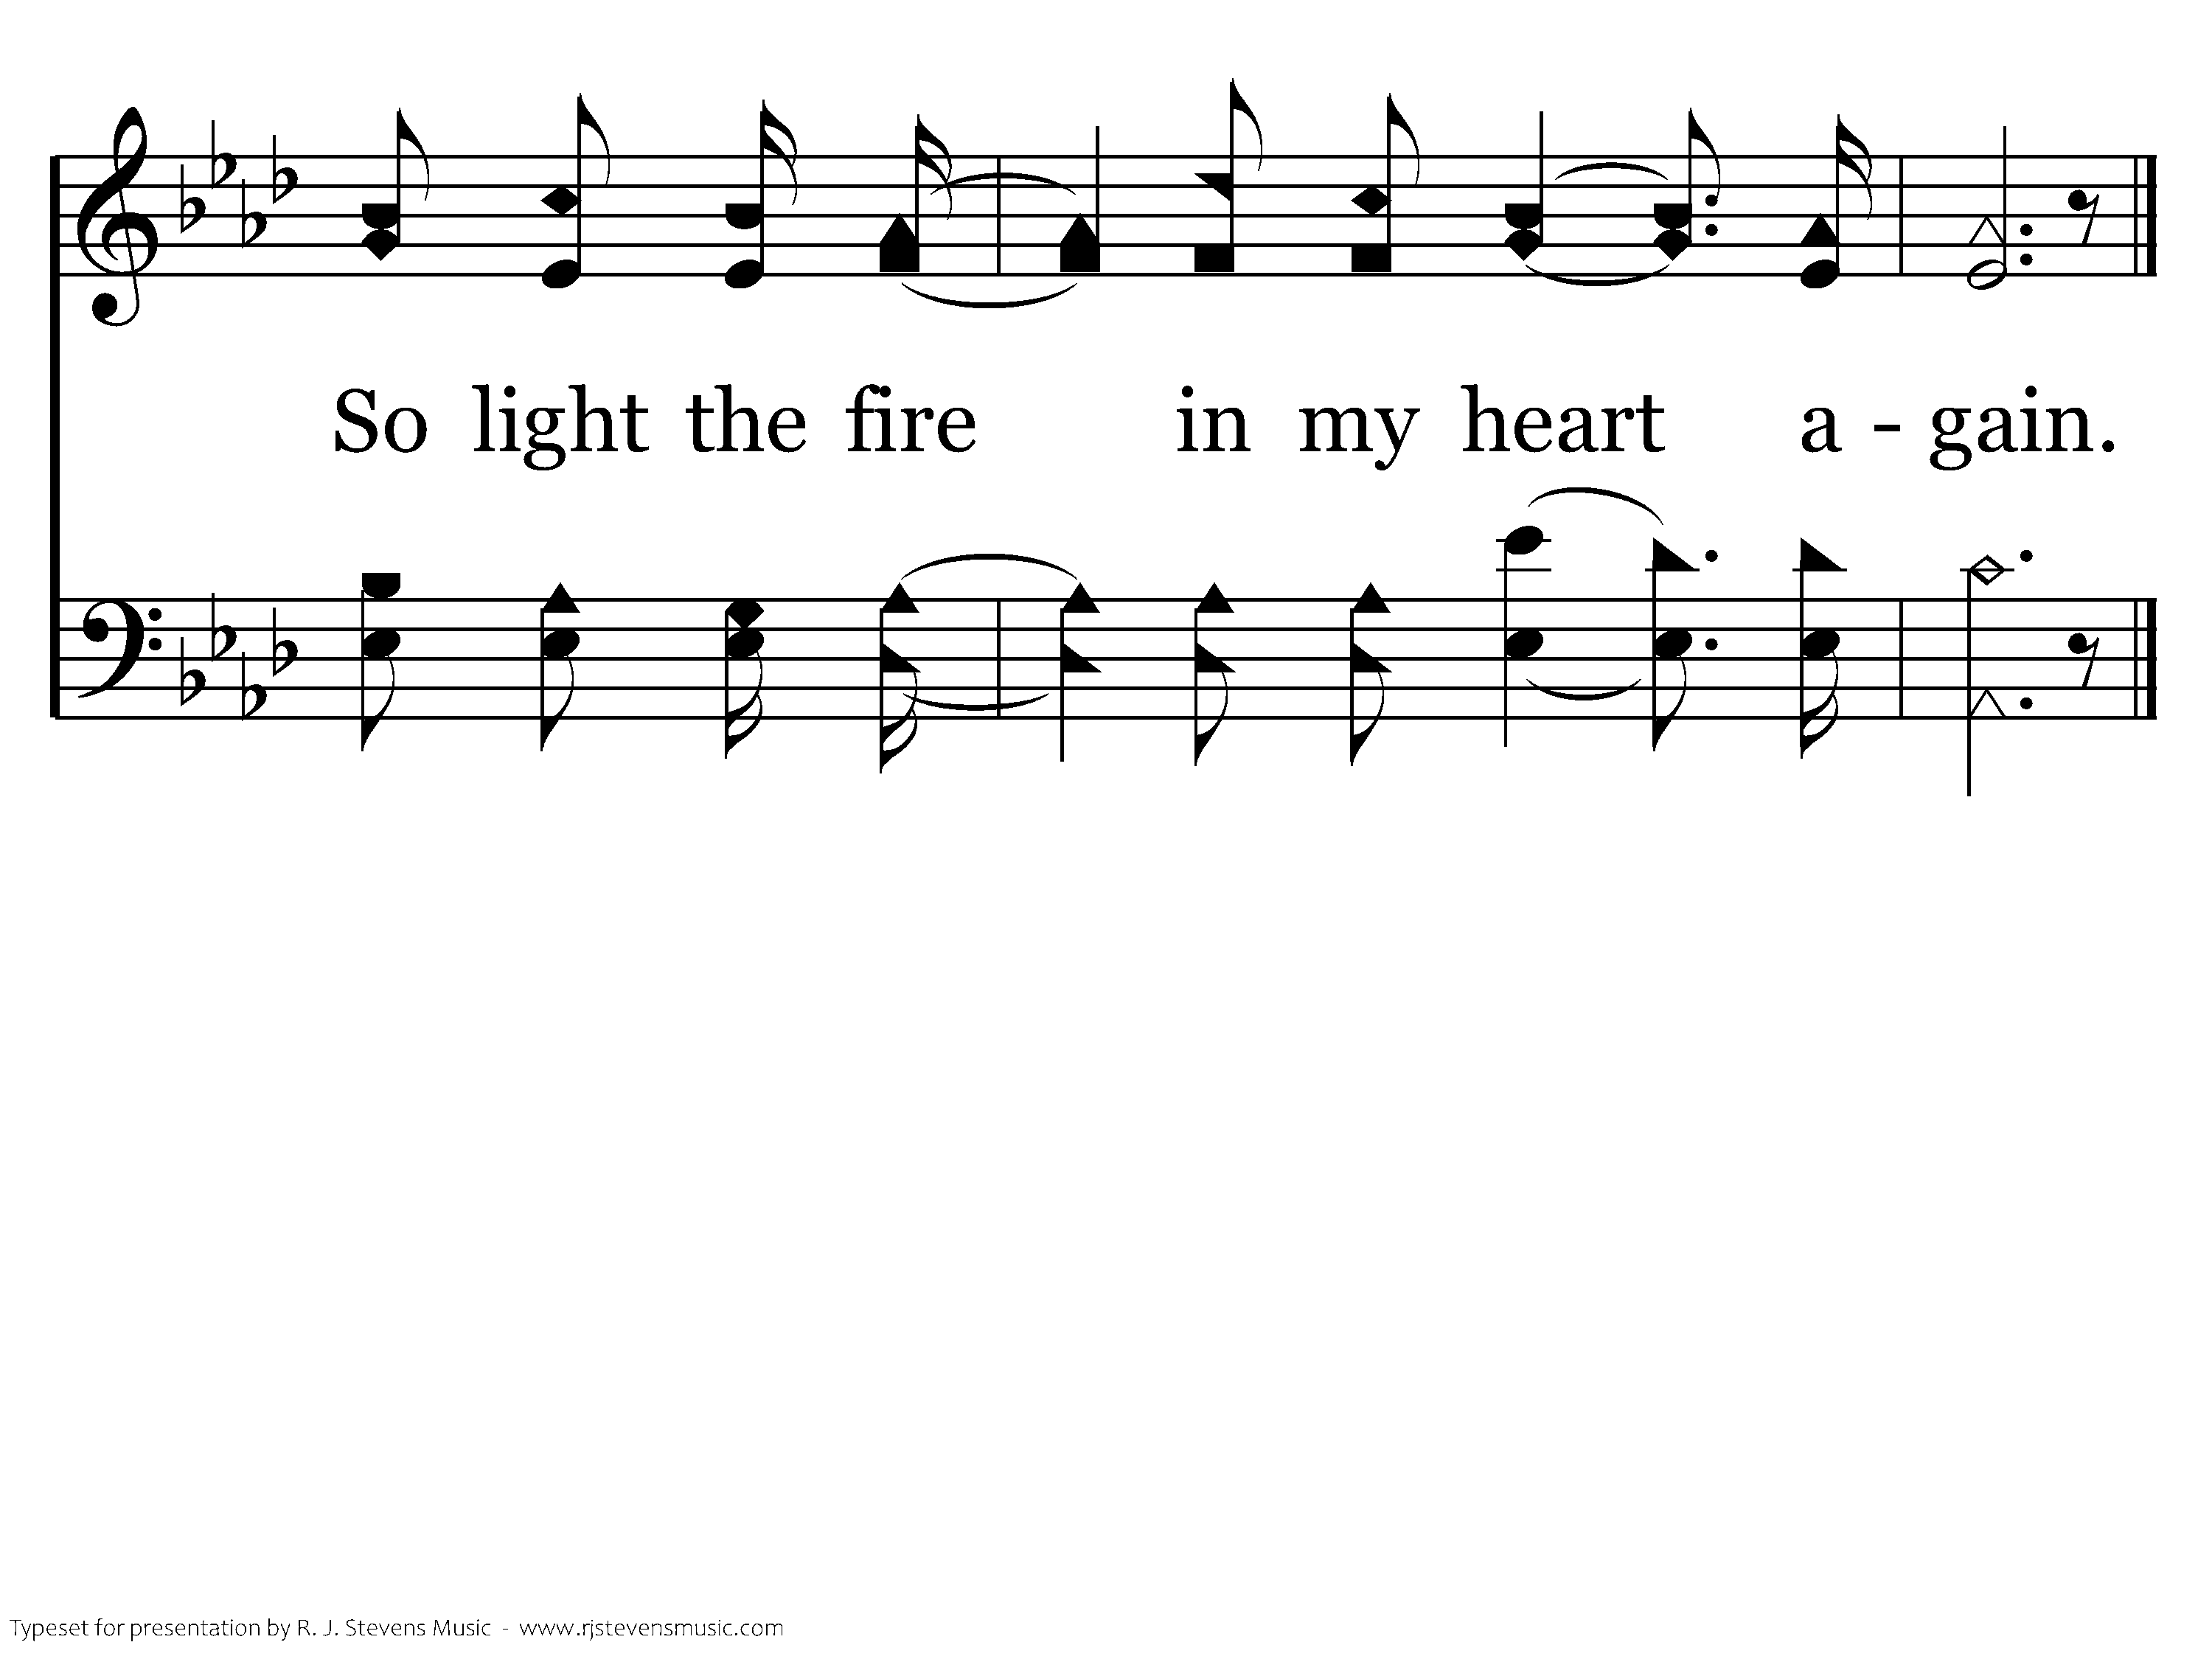 So light the fire in my heart a - gain.
Typeset for presentation by R. J. Stevens Music - www.rjstevensmusic.com